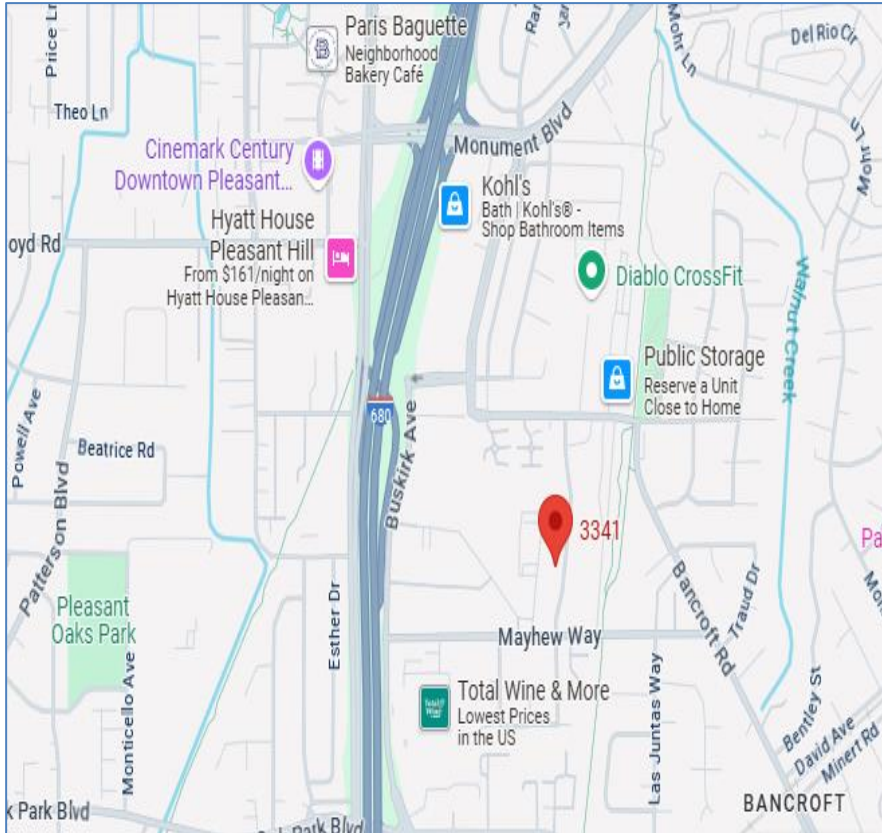 Price Ln
Paris Baguette
Neighborhood
Bakery Café
Mohr Ln
Del Rio Cir
Theo Ln
Monument Blvd
Cinemark Century
Downtown Pleasant...
Mohr Ln
Kohl's
Bath | Kohl's® -
Shop Bathroom Items
Hyatt House
Pleasant Hill
From $161/night on
Hyatt House Pleasan...
oyd Rd
Diablo CrossFit
Walnut Creek
Public Storage
Reserve a Unit
Close to Home
680
Buskirk Ave
Powell Ave
Beatrice Rd
Patterson Blvd
3341
Pa
Pleasant
Oaks Park
Esther Dr
Mayhew Way
Bancroft Rd
Traud Dr
Monticello Ave
Total Wine & More
Lowest Prices
in the US
Las Juntas Way
Bentley St
David Ave
Minert Rd
k Park Blvd
BANCROFT